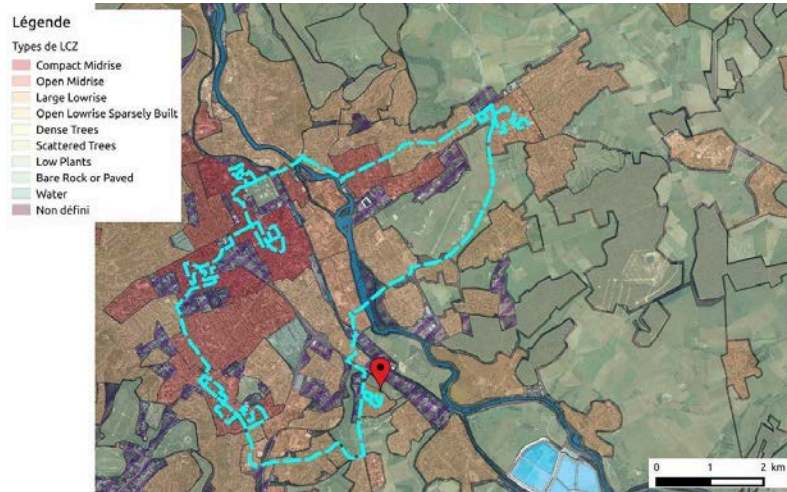 Légende
Types de LCZ
Compact Midrise
Open Midrise
Large Lowrise
Open Lowrise Sparsely Built
Dense Trees
Scattered Trees
Low Plants
Bare Rock or Paved
Water
Non défini
0 1 2 km